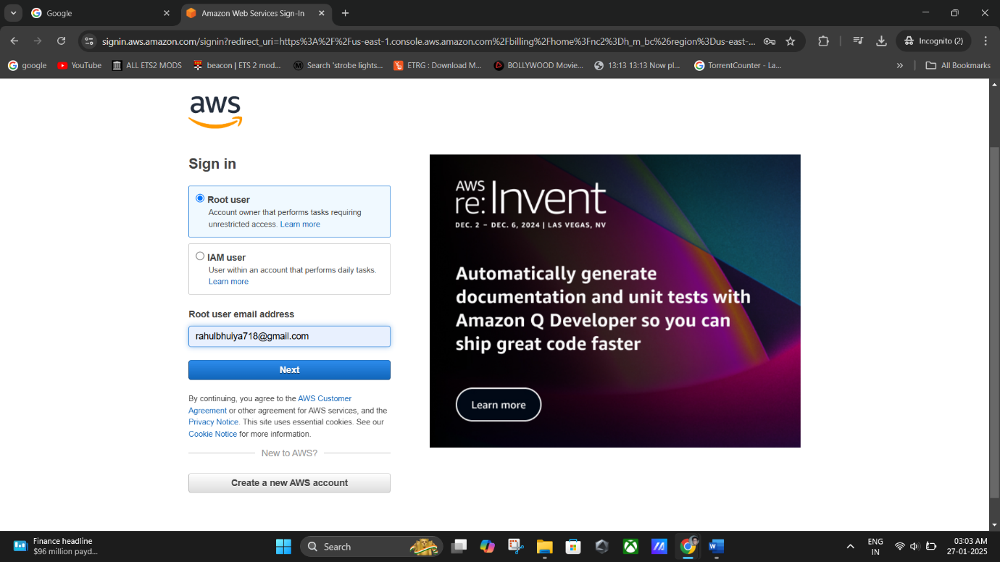 Google
Amazon Web Services Sign-In
signin.aws.amazon.com/signin?redirect_uri=https%3A%2F%2Fus-east-1.console.aws.amazon.com%2Fbilling%2Fhome%3Fnc2%3Dh_m_bc%26region%3Dus-east-...
Incognito (2)
google
YouTube
ALL ETS2 MODS
beacon | ETS 2 mod...
Search 'strobe lights...
ETRG : Download M...
BOLLYWOOD Movie...
13:13 13:13 Now pl...
TorrentCounter - La...
»
All Bookmarks
aws
Sign in
Root user
Account owner that performs tasks requiring
unrestricted access. Learn more
IAM user
User within an account that performs daily tasks.
Learn more
Root user email address
rahulbhuiya718@gmail.com
Next
By continuing, you agree to the AWS Customer
Agreement or other agreement for AWS services, and the
Privacy Notice. This site uses essential cookies. See our
Cookie Notice for more information.
New to AWS?
Create a new AWS account
AWS
re:Invent
DEC. 2 – DEC. 6, 2024 | LAS VEGAS, NV
Automatically generate
documentation and unit tests with
Amazon Q Developer so you can
ship great code faster
Learn more
Finance headline
$96 million payd...
Search
ENG
IN
03:03 AM
27-01-2025